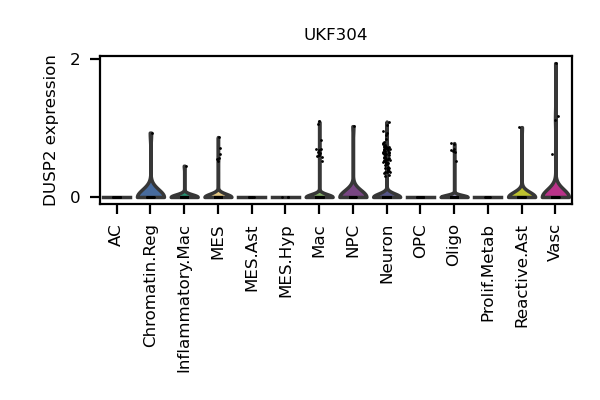 UKF304
DUSP2 expression
2
0
AC
Chromatin.Reg
Inflammatory.Mac
MES
MES.Ast
MES.Hyp
Mac
NPC
Neuron
OPC
Oligo
Prolif.Metab
Reactive.Ast
Vasc